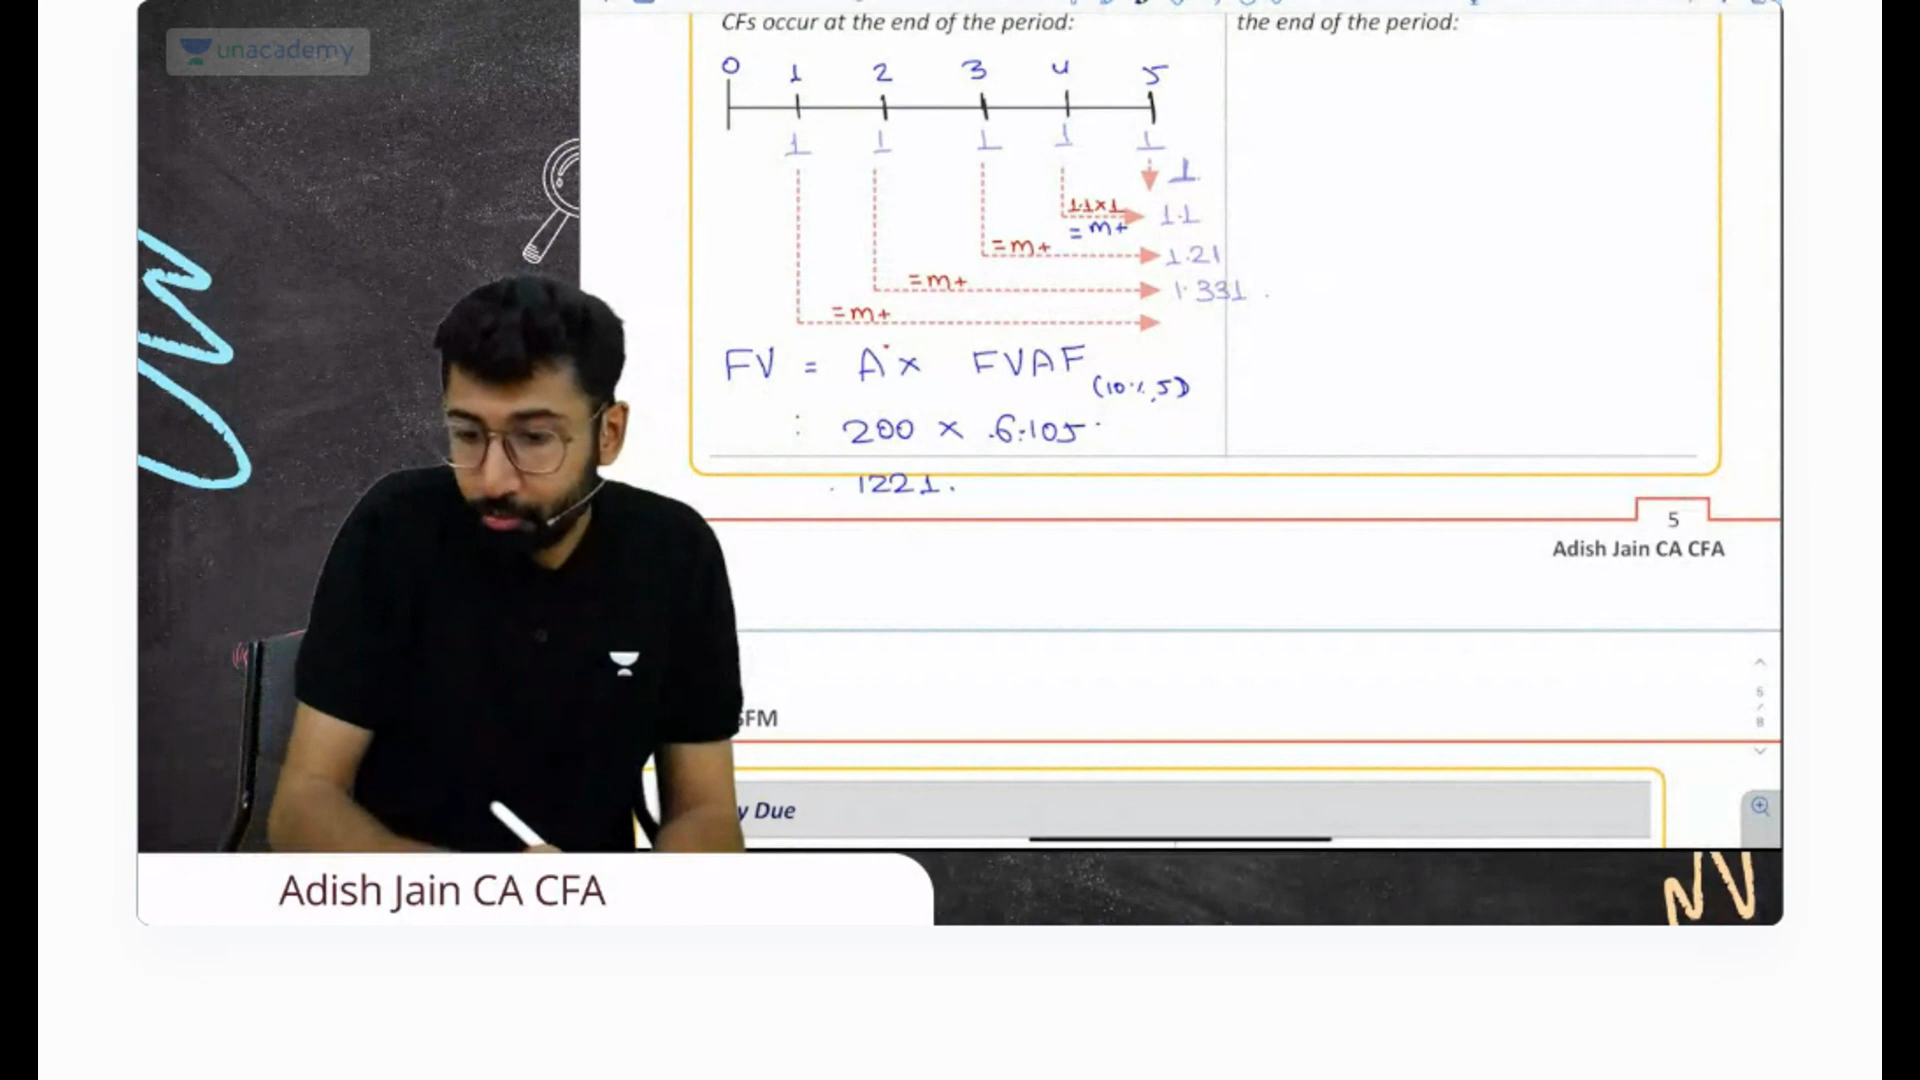 unacademy
CFs occur at the end of the period:
the end of the period:
0 1 2 3 4 5
1 1 1 1 1
1.
1.1×1
1.1
= m+
= m+
1.21
= m+
1.331.
= m+
FV = A × FVAF (10%,5)
: 200 × 6.105
1221.
5
Adish Jain CA CFA
5
/
8
SFM
y Due
Adish Jain CA CFA